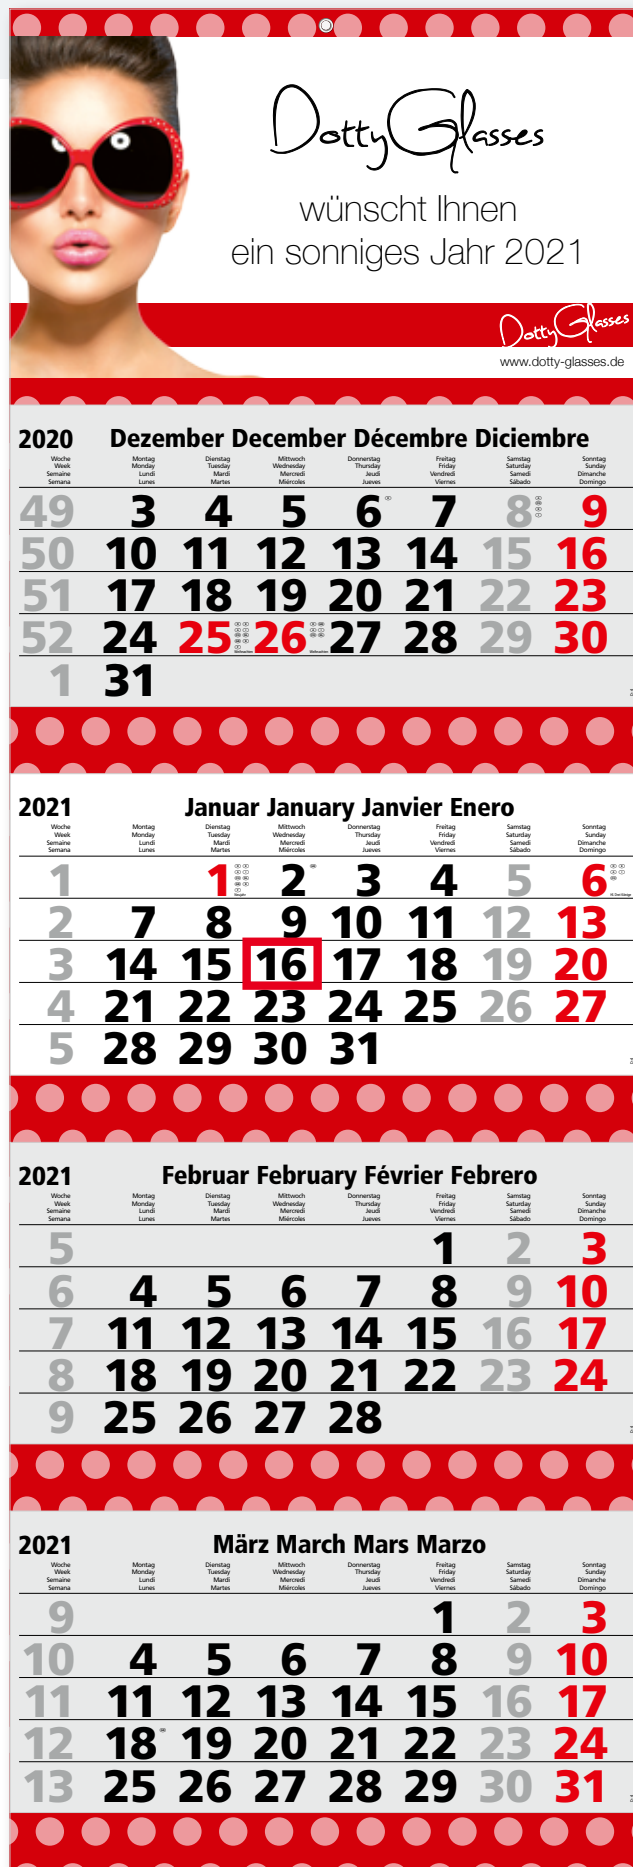 Dotty Glasses
wünscht Ihnen
ein sonniges Jahr 2021
Dotty Glasses
www.dotty-glasses.de
2020 Dezember December Décembre Diciembre
Woche Montag Dienstag Mittwoch Donnerstag Freitag Samstag Sonntag
Week Monday Tuesday Wednesday Thursday Friday Saturday Sunday
Semaine Lundi Mardi Mercredi Jeudi Vendredi Samedi Dimanche
Semana Lunes Martes Miércoles Jueves Viernes Sábado Domingo
49 3 4 5 6 7 8 9
50 10 11 12 13 14 15 16
51 17 18 19 20 21 22 23
52 24 25 26 27 28 29 30
1 31
2021 Januar January Janvier Enero
Woche Montag Dienstag Mittwoch Donnerstag Freitag Samstag Sonntag
Week Monday Tuesday Wednesday Thursday Friday Saturday Sunday
Semaine Lundi Mardi Mercredi Jeudi Vendredi Samedi Dimanche
Semana Lunes Martes Miércoles Jueves Viernes Sábado Domingo
1 1 2 3 4 5 6
2 7 8 9 10 11 12 13
3 14 15 16 17 18 19 20
4 21 22 23 24 25 26 27
5 28 29 30 31
2021 Februar February Février Febrero
Woche Montag Dienstag Mittwoch Donnerstag Freitag Samstag Sonntag
Week Monday Tuesday Wednesday Thursday Friday Saturday Sunday
Semaine Lundi Mardi Mercredi Jeudi Vendredi Samedi Dimanche
Semana Lunes Martes Miércoles Jueves Viernes Sábado Domingo
5 1 2 3
6 4 5 6 7 8 9 10
7 11 12 13 14 15 16 17
8 18 19 20 21 22 23 24
9 25 26 27 28
2021 März March Mars Marzo
Woche Montag Dienstag Mittwoch Donnerstag Freitag Samstag Sonntag
Week Monday Tuesday Wednesday Thursday Friday Saturday Sunday
Semaine Lundi Mardi Mercredi Jeudi Vendredi Samedi Dimanche
Semana Lunes Martes Miércoles Jueves Viernes Sábado Domingo
9 1 2 3
10 4 5 6 7 8 9 10
11 11 12 13 14 15 16 17
12 18 19 20 21 22 23 24
13 25 26 27 28 29 30 31